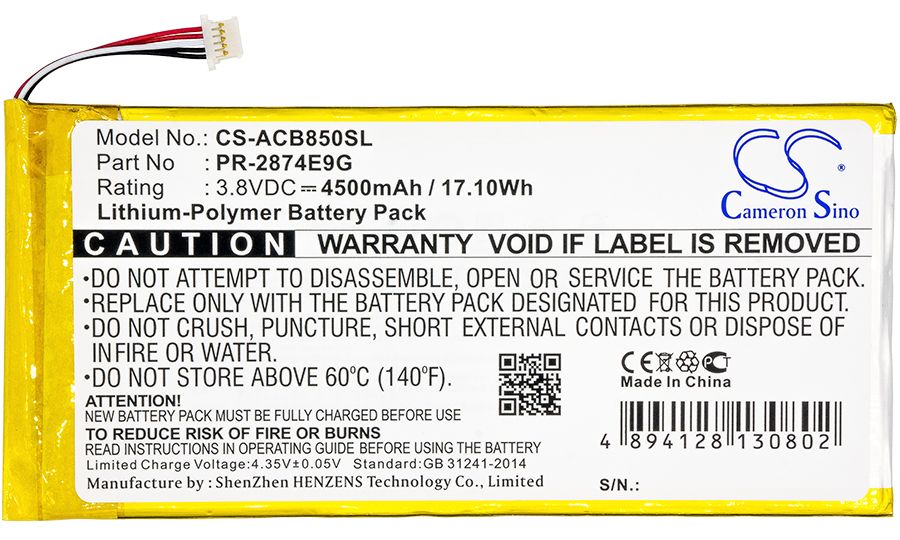 Model No.: CS-ACB850SL
Part No : PR-2874E9G
Rating : 3.8VDC⎓4500mAh / 17.10Wh
Lithium-Polymer Battery Pack
Cameron Sino
CAUTION WARRANTY VOID IF LABEL IS REMOVED
•DO NOT ATTEMPT TO DISASSEMBLE, OPEN OR SERVICE THE BATTERY PACK.
•REPLACE ONLY WITH THE BATTERY PACK DESIGNATED FOR THIS PRODUCT.
•DO NOT CRUSH, PUNCTURE, SHORT EXTERNAL CONTACTS OR DISPOSE OF
IN FIRE OR WATER.
•DO NOT STORE ABOVE 60°C (140°F).
ATTENTION!
NEW BATTERY PACK MUST BE FULLY CHARGED BEFORE USE
TO REDUCE RISK OF FIRE OR BURNS
READ INSTRUCTIONS IN OPERATING GUIDE BEFORE USING THE BATTERY
Limited Charge Voltage:4.35V±0.05V Standard:GB 31241-2014
Manufacture by : ShenZhen HENZENS Technology Co., Limited
CE PCT
Made In China
4 894128 130802
S/N.: